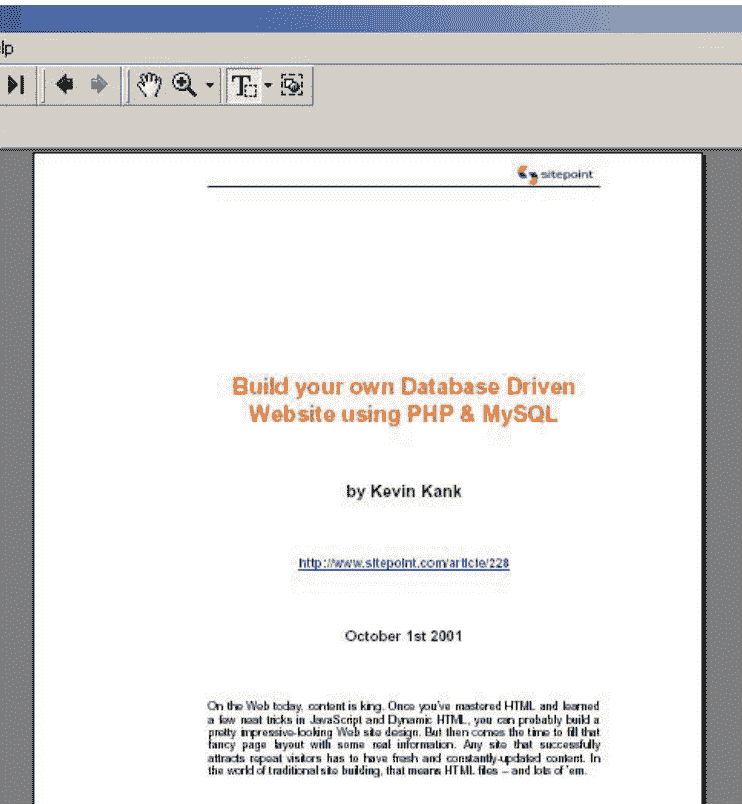 lp
T
sitepoint
Build your own Database Driven
Website using PHP & MySQL
by Kevin Kank
http://www.sitepoint.com/article/228
October 1st 2001
On the Web today, content is king. Once you've mastered HTML and learned
a few neat tricks in JavaScript and Dynamic HTML, you can probably build a
pretty impressive-looking Web site design. But then comes the time to fill that
fancy page layout with some real information. Any site that successfully
attracts repeat visitors has to have fresh and constantly-updated content. In
the world of traditional site building, that means HTML files – and lots of 'em.